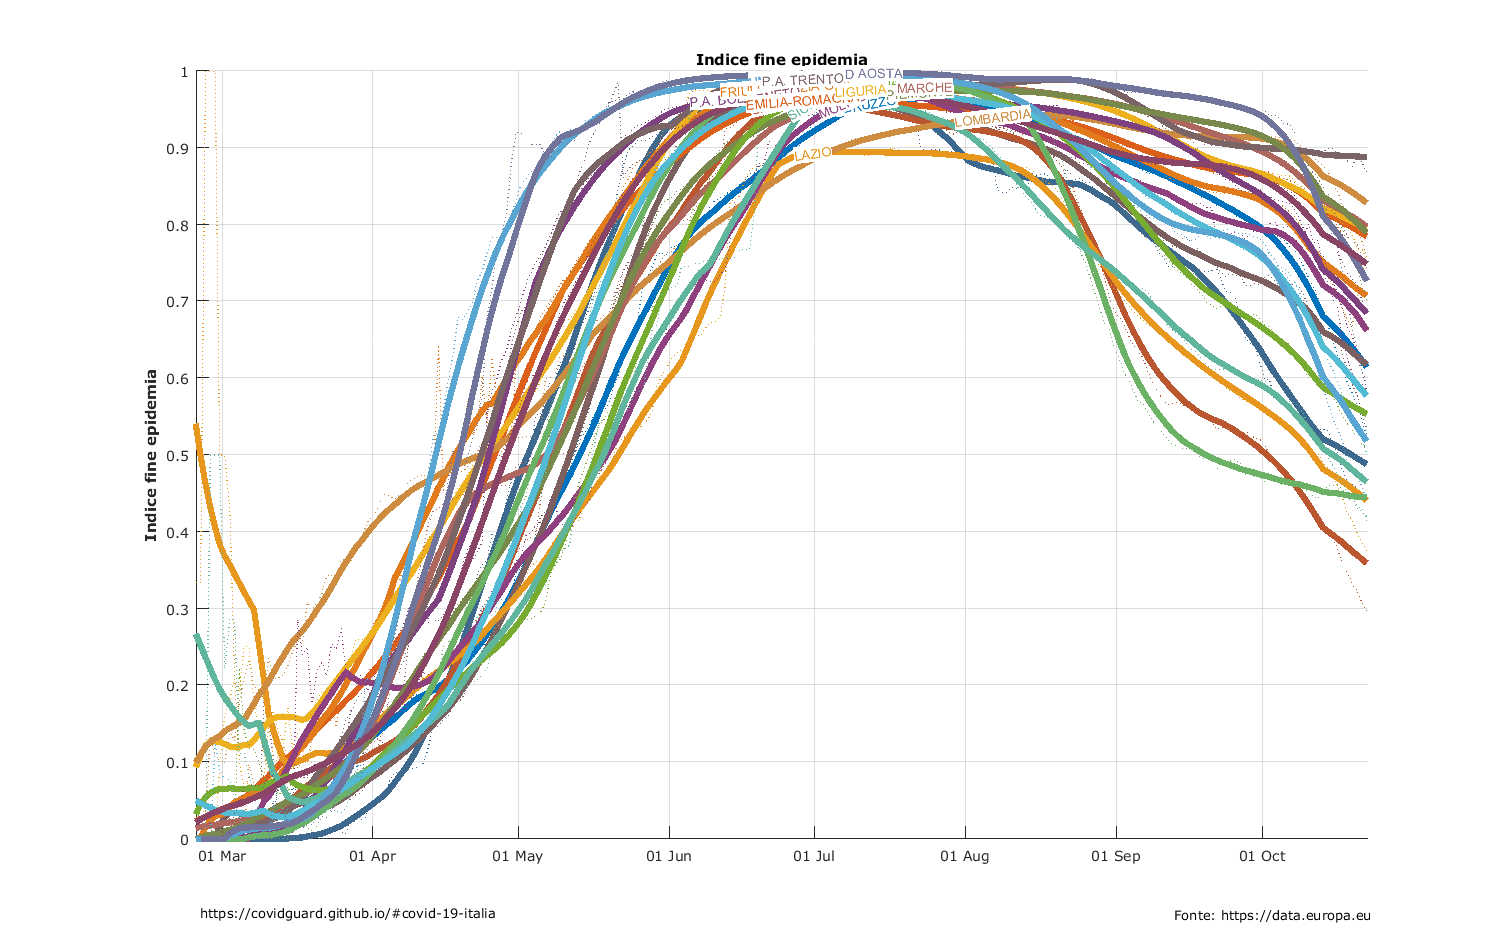 Indice fine epidemia
P.A. TRENTO
D AOSTA
FRIU
LIGURIA
MARCHE
P.A. BO
EMILIA-ROMAG
LOMBARDIA
LAZIO
Indice fine epidemia
1
0.9
0.8
0.7
0.6
0.5
0.4
0.3
0.2
0.1
0
01 Mar
01 Apr
01 May
01 Jun
01 Jul
01 Aug
01 Sep
01 Oct
https://covidguard.github.io/#covid-19-italia
Fonte: https://data.europa.eu